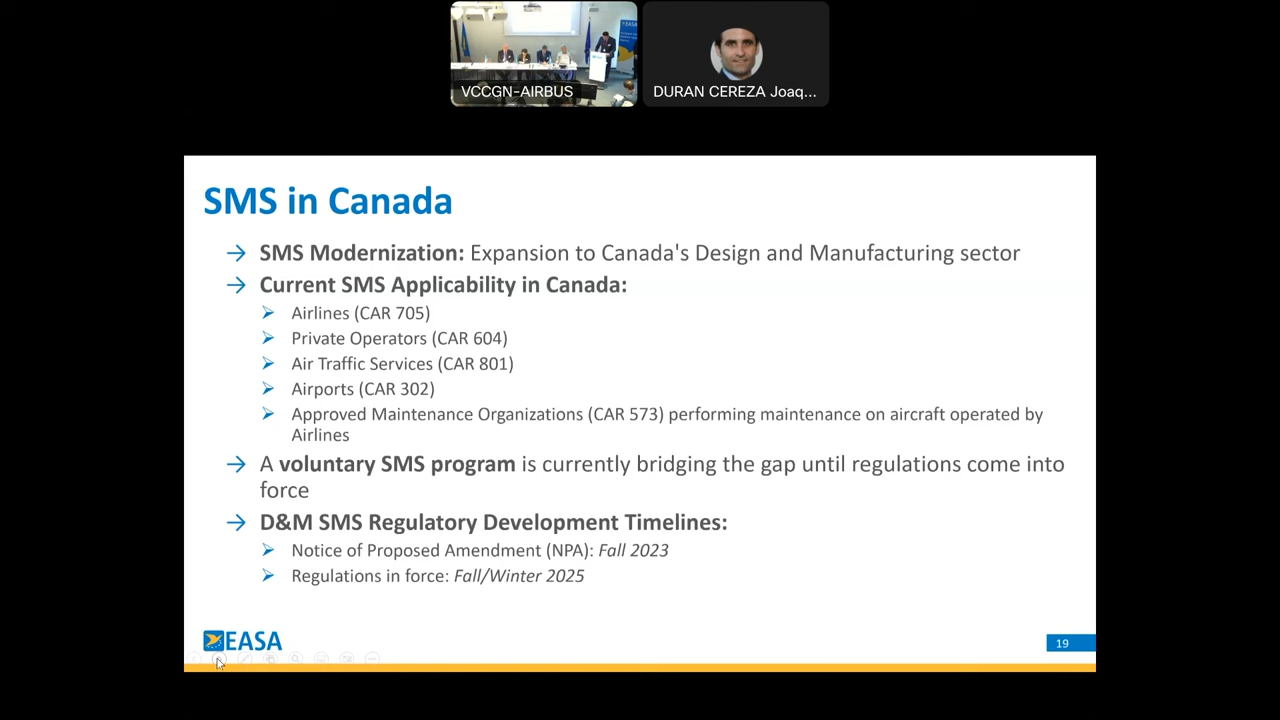 EASA
VCCGN-AIRBUS
DURAN CEREZA Joaq...
SMS in Canada
→ SMS Modernization: Expansion to Canada's Design and Manufacturing sector
→ Current SMS Applicability in Canada:
➢ Airlines (CAR 705)
➢ Private Operators (CAR 604)
➢ Air Traffic Services (CAR 801)
➢ Airports (CAR 302)
➢ Approved Maintenance Organizations (CAR 573) performing maintenance on aircraft operated by
Airlines
→ A voluntary SMS program is currently bridging the gap until regulations come into
force
→ D&M SMS Regulatory Development Timelines:
➢ Notice of Proposed Amendment (NPA): Fall 2023
➢ Regulations in force: Fall/Winter 2025
EASA
19